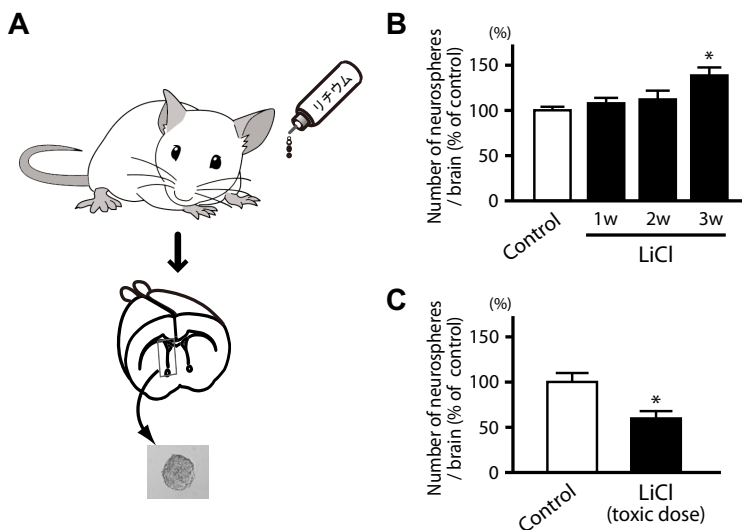 A
リチウム
B
(%)
Number of neurospheres
/ brain (% of control)
150
100
50
0
*
Control
1w 2w 3w
LiCl
C
(%)
Number of neurospheres
/ brain (% of control)
150
100
50
0
*
Control
LiCl
(toxic dose)